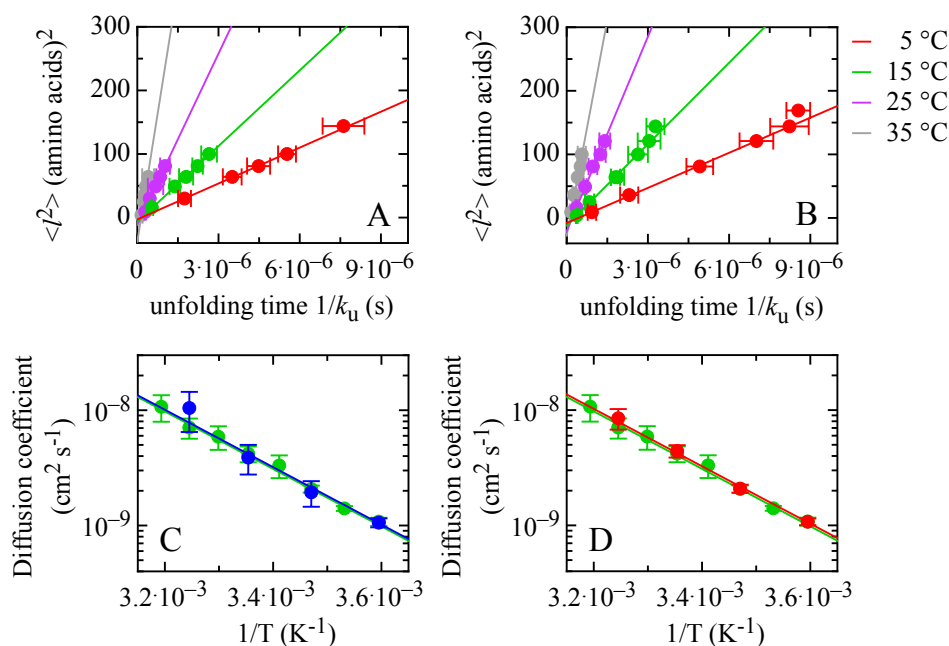 300
200
100
0
<l²> (amino acids)²
A
0
3·10⁻⁶
6·10⁻⁶
9·10⁻⁶
unfolding time 1/kᵤ (s)
300
200
100
0
<l²> (amino acids)²
B
0
3·10⁻⁶
6·10⁻⁶
9·10⁻⁶
unfolding time 1/kᵤ (s)
5 °C
15 °C
25 °C
35 °C
Diffusion coefficient
(cm² s⁻¹)
10⁻⁸
10⁻⁹
C
3.2·10⁻³
3.4·10⁻³
3.6·10⁻³
1/T (K⁻¹)
Diffusion coefficient
(cm² s⁻¹)
10⁻⁸
10⁻⁹
D
3.2·10⁻³
3.4·10⁻³
3.6·10⁻³
1/T (K⁻¹)